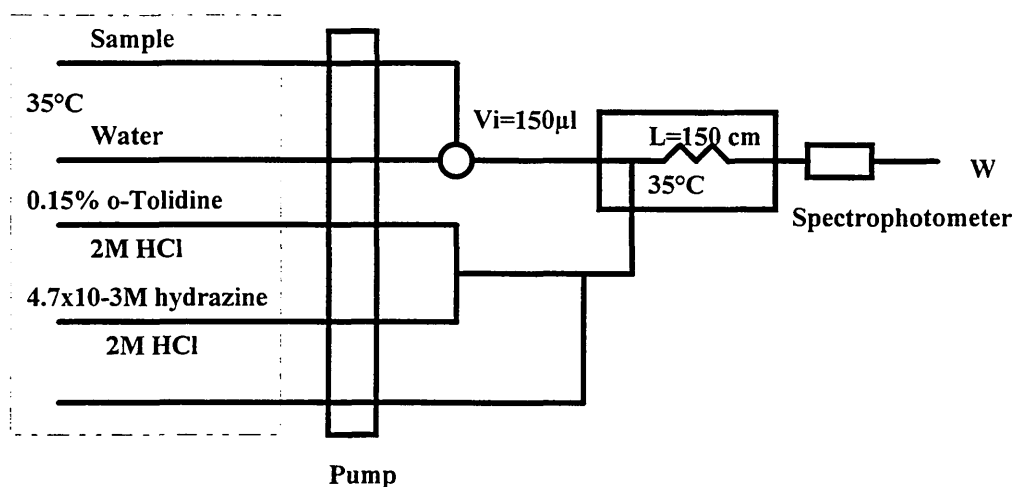 Sample
35°C
Water
0.15% o-Tolidine
2M HCl
4.7x10-3M hydrazine
2M HCl
Pump
Vi=150µl
L=150 cm
35°C
Spectrophotometer
W